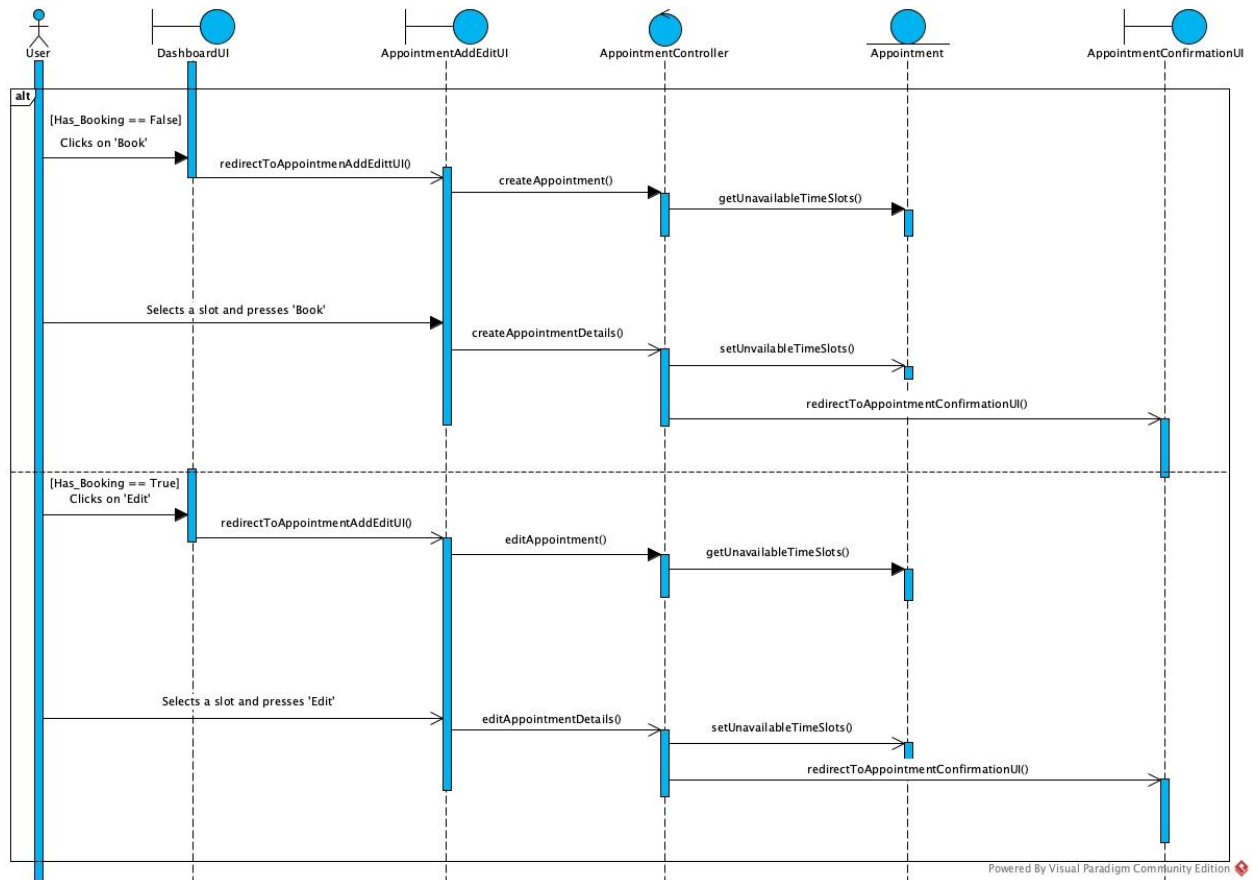 User
DashboardUI
AppointmentAddEditUI
AppointmentController
Appointment
AppointmentConfirmationUI
alt
[Has_Booking == False]
Clicks on 'Book'
redirectToAppointmenAddEdittUI()
createAppointment()
getUnavailableTimeSlots()
Selects a slot and presses 'Book'
createAppointmentDetails()
setUnvailableTimeSlots()
redirectToAppointmentConfirmationUI()
[Has_Booking == True]
Clicks on 'Edit'
redirectToAppointmentAddEditUI()
editAppointment()
getUnavailableTimeSlots()
Selects a slot and presses 'Edit'
editAppointmentDetails()
setUnavailableTimeSlots()
redirectToAppointmentConfirmationUI()
Powered By Visual Paradigm Community Edition